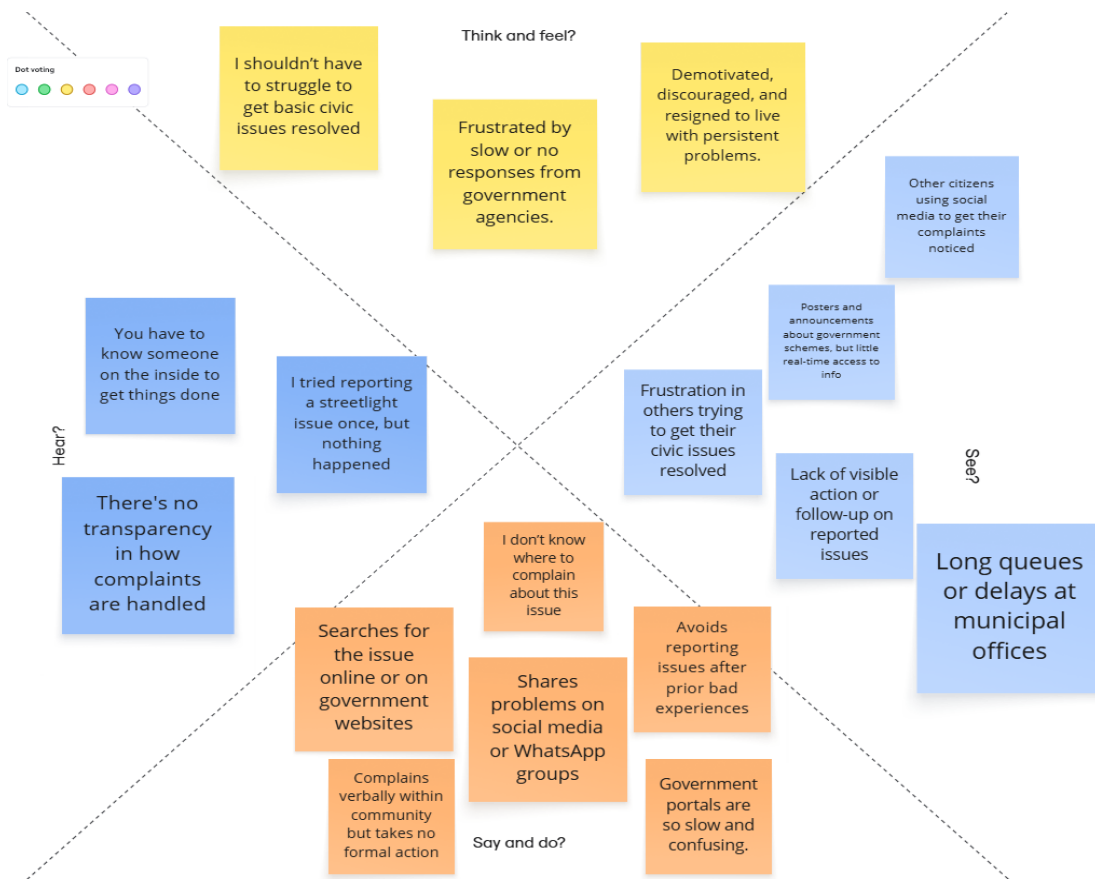 Think and feel?
Dot voting
I shouldn't have
to struggle to
get basic civic
issues resolved
Frustrated by
slow or no
responses from
government
agencies.
Demotivated,
discouraged, and
resigned to live
with persistent
problems.
Other citizens
using social
media to get their
complaints
noticed
Posters and
announcements
about government
schemes, but little
real-time access to
info
Frustration in
others trying
to get their
civic issues
resolved
Lack of visible
action or
follow-up on
reported
issues
Long queues
or delays at
municipal
offices
See?
You have to
know someone
on the inside to
get things done
I tried reporting
a streetlight
issue once, but
nothing
happened
Hear?
There's no
transparency
in how
complaints
are handled
I don't know
where to
complain
about this
issue
Searches for
the issue
online or on
government
websites
Shares
problems on
social media
or WhatsApp
groups
Avoids
reporting
issues after
prior bad
experiences
Complains
verbally within
community
but takes no
formal action
Government
portals are
so slow and
confusing.
Say and do?